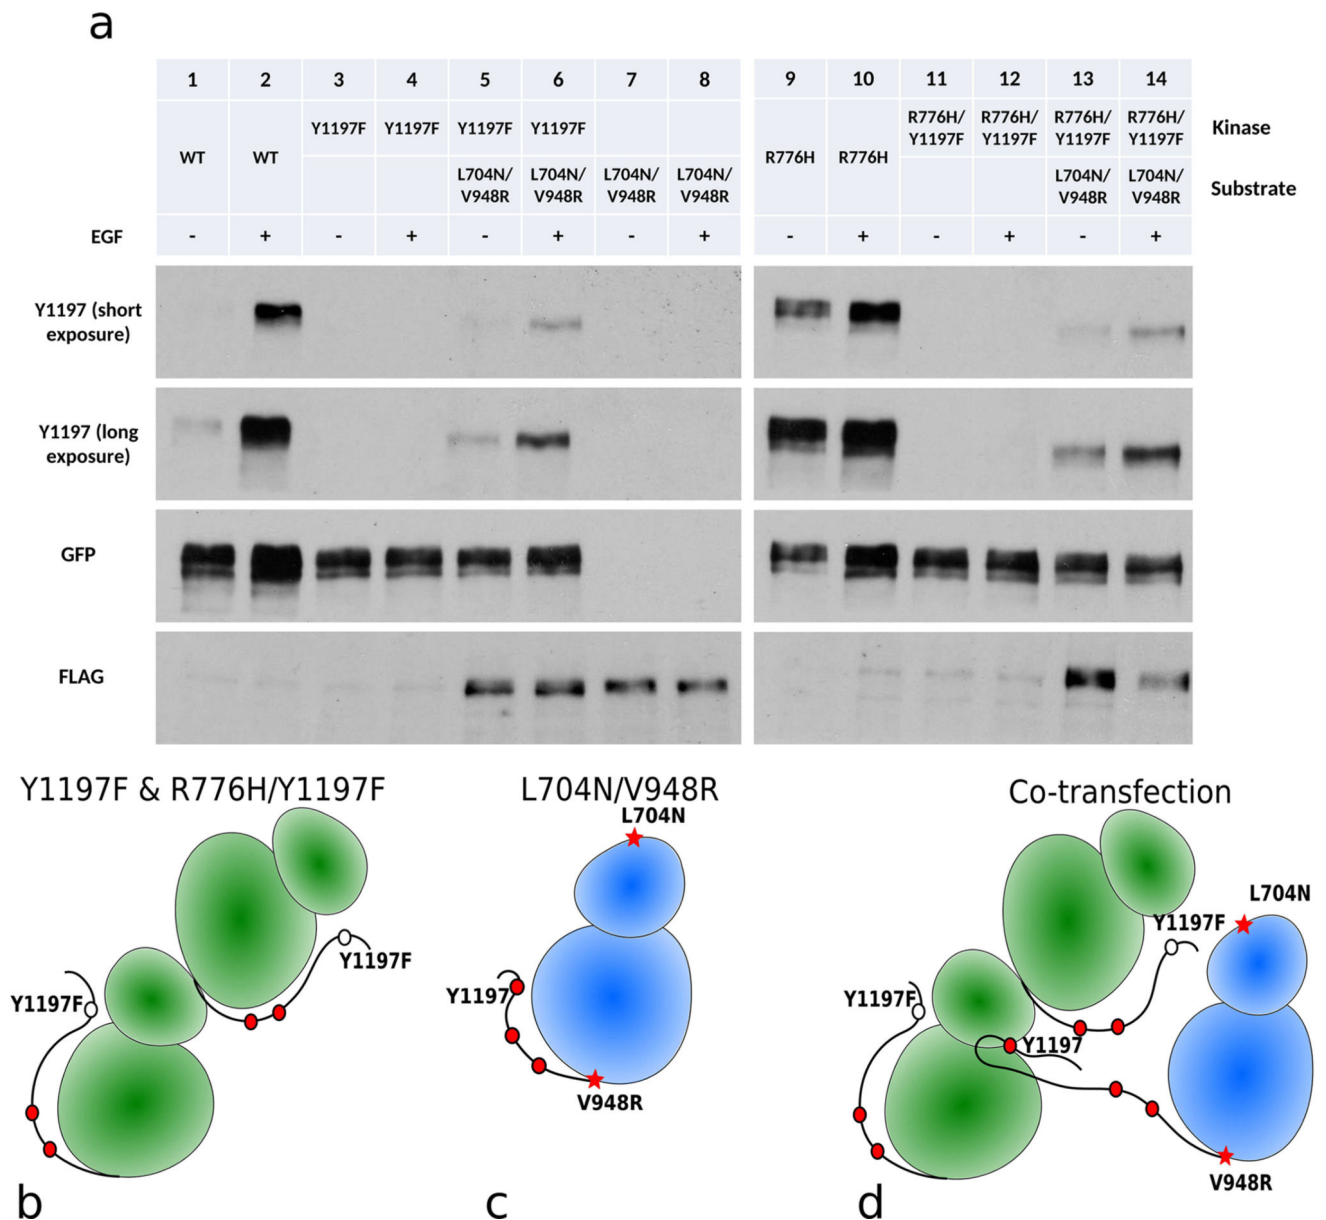 a
1 2 3 4 5 6 7 8 9 10 11 12 13 14
WT WT Y1197F Y1197F Y1197F Y1197F R776H R776H R776H/ R776H/ R776H/ R776H/ Kinase
Y1197F Y1197F Y1197F Y1197F
L704N/ L704N/ L704N/ L704N/ L704N/ L704N/ Substrate
V948R V948R V948R V948R V948R V948R
EGF - + - + - + - + - + - + - +
Y1197 (short
exposure)
Y1197 (long
exposure)
GFP
FLAG
Y1197F & R776H/Y1197F
Y1197F
Y1197F
b
L704N/V948R
L704N
Y1197
V948R
c
Co-transfection
L704N
Y1197F
Y1197F
Y1197
V948R
d